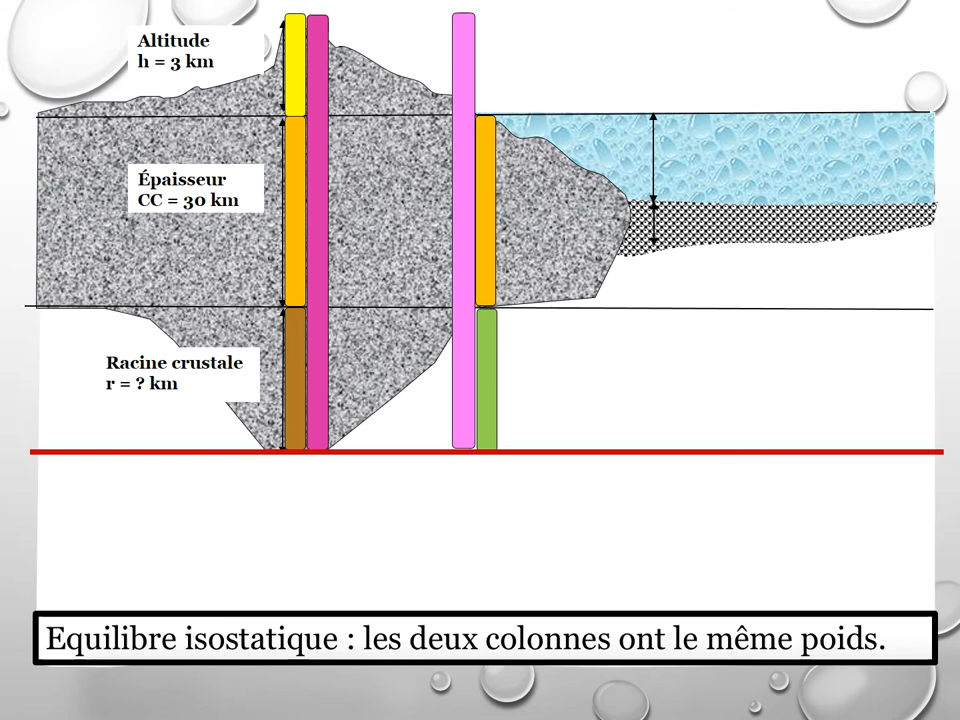 Altitude
h = 3 km
Épaisseur
CC = 30 km
Racine crustale
r = ? km
Equilibre isostatique : les deux colonnes ont le même poids.